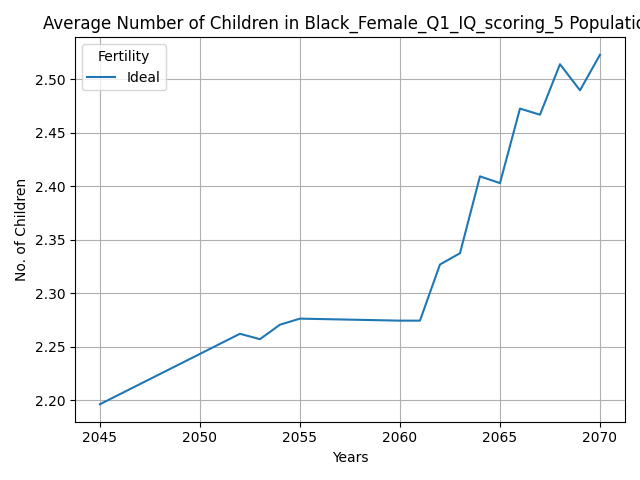 Average Number of Children in Black_Female_Q1_IQ_scoring_5 Populatio
Fertility
Ideal
No. of Children
2.50
2.45
2.40
2.35
2.30
2.25
2.20
2045 2050 2055 2060 2065 2070
Years